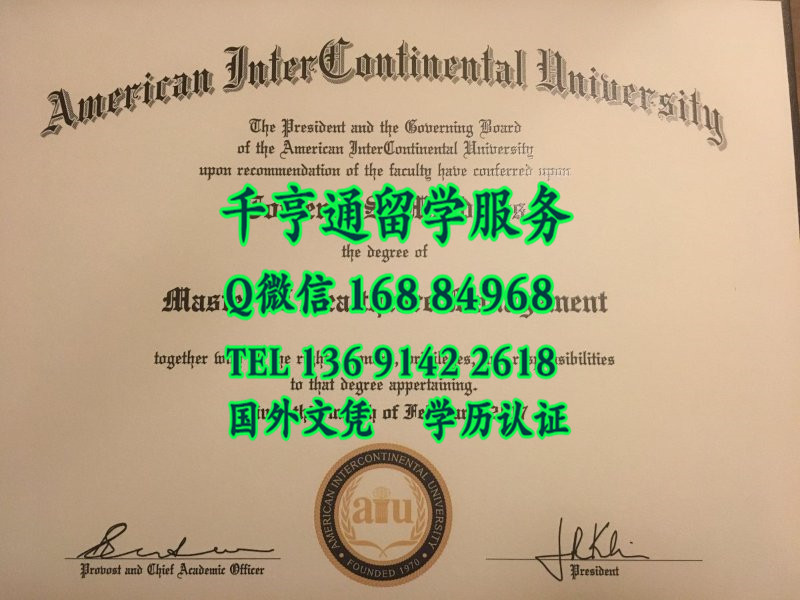 American InterContinental University
The President and the Governing Board
of the American InterContinental University
upon recommendation of the faculty have conferred upon
千亨通留学服务
the degree of
Q微信 168 84968
TEL 136 9142 2618
together
to that degree appertaining.
国外文凭 学历认证
of
AMERICAN INTERCONTINENTAL UNIVERSITY
aiu
FOUNDED 1970
Provost and Chief Academic Officer
President